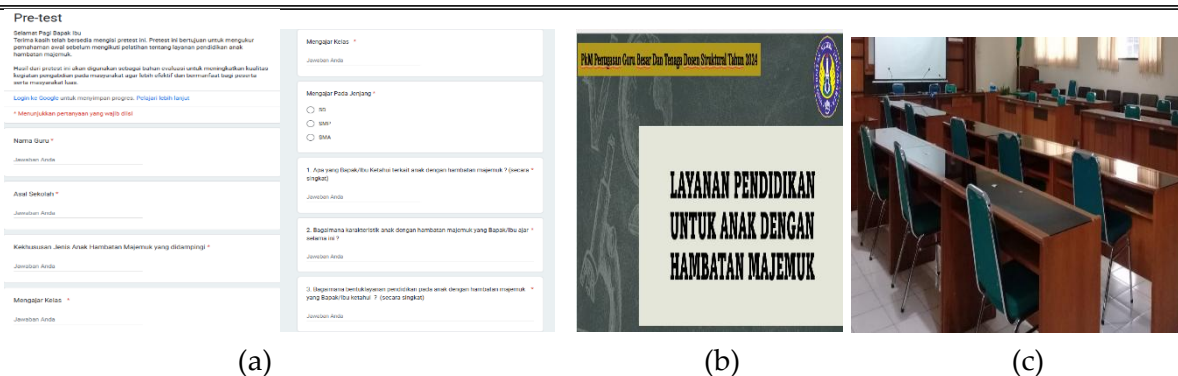 Pre-test
Selamat Pagi Bapak Ibu
Terima kasih telah bersedia mengisi pretest ini. Pretest ini bertujuan untuk mengukur
pemahaman awal sebelum mengikuti pelatihan tentang layanan pendidikan anak
hambatan majemuk.
Hasil dari pretest ini akan digunakan sebagai bahan evaluasi untuk meningkatkan kualitas
kegiatan pengabdian pada masyarakat agar lebih efektif dan bermanfaat bagi peserta
serta masyarakat luas.
Login ke Google untuk menyimpan progres. Pelajari lebih lanjut
* Menunjukkan pertanyaan yang wajib diisi
Nama Guru *
Jawaban Anda
Asal Sekolah *
Jawaban Anda
Kekhususan Jenis Anak Hambatan Majemuk yang didampingi *
Jawaban Anda
Mengajar Kelas *
Jawaban Anda
Mengajar Kelas *
Jawaban Anda
Mengajar Pada Jenjang *
SD
SMP
SMA
1. Apa yang Bapak/Ibu Ketahui terkait anak dengan hambatan majemuk ? (secara *
singkat)
Jawaban Anda
2. Bagaimana karakteristik anak dengan hambatan majemuk yang Bapak/Ibu ajar *
selama ini ?
Jawaban Anda
3. Bagaimana bentuklayanan pendidikan pada anak dengan hambatan majemuk *
yang Bapak/Ibu ketahui ? (secara singkat)
Jawaban Anda
PkM Penugasan Guru Besar Dan Tenaga Dosen Struktural Tahun 2024
LAYANAN PENDIDIKAN
UNTUK ANAK DENGAN
HAMBATAN MAJEMUK
(a)
(b)
(c)